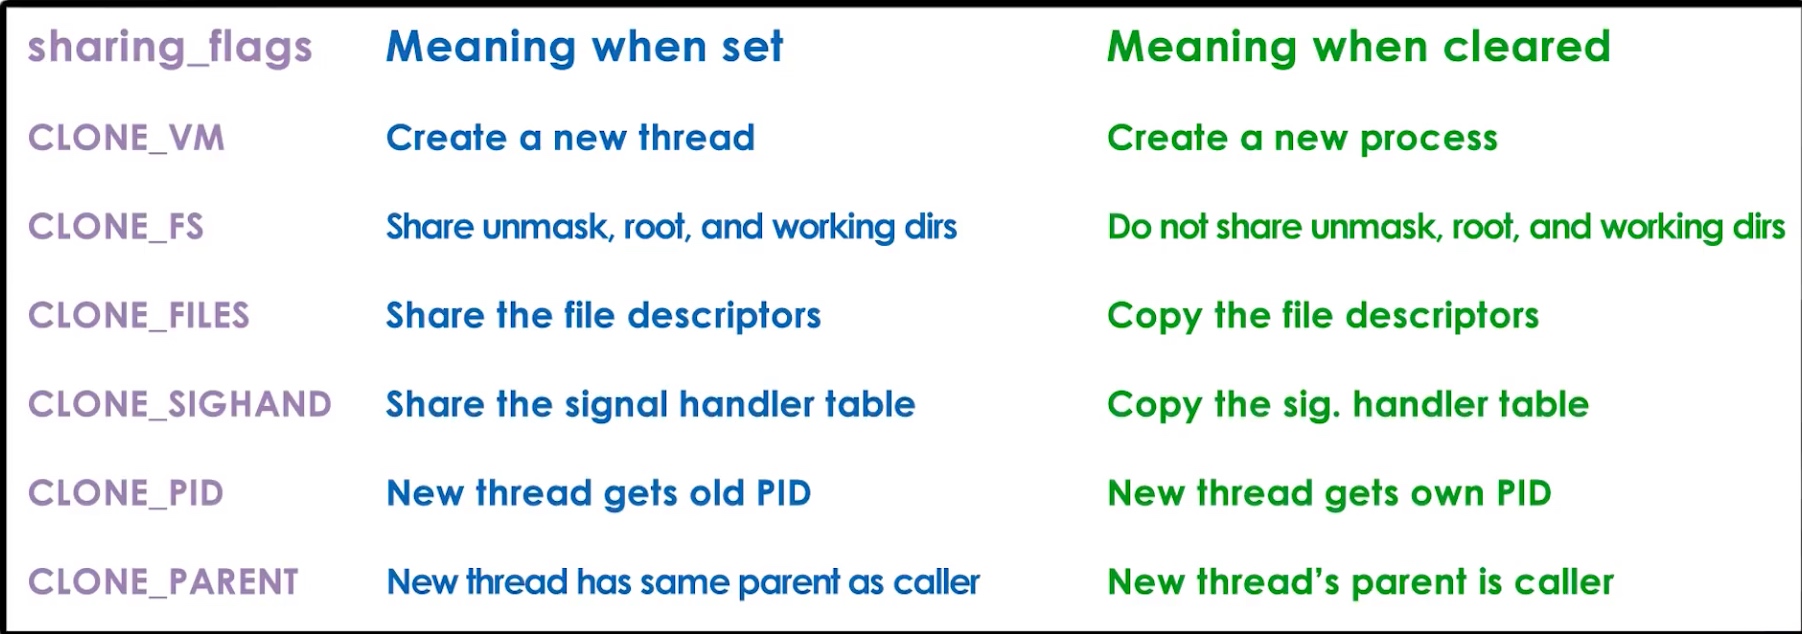 sharing_flags Meaning when set Meaning when cleared
CLONE_VM Create a new thread Create a new process
CLONE_FS Share unmask, root, and working dirs Do not share unmask, root, and working dirs
CLONE_FILES Share the file descriptors Copy the file descriptors
CLONE_SIGHAND Share the signal handler table Copy the sig. handler table
CLONE_PID New thread gets old PID New thread gets own PID
CLONE_PARENT New thread has same parent as caller New thread’s parent is caller